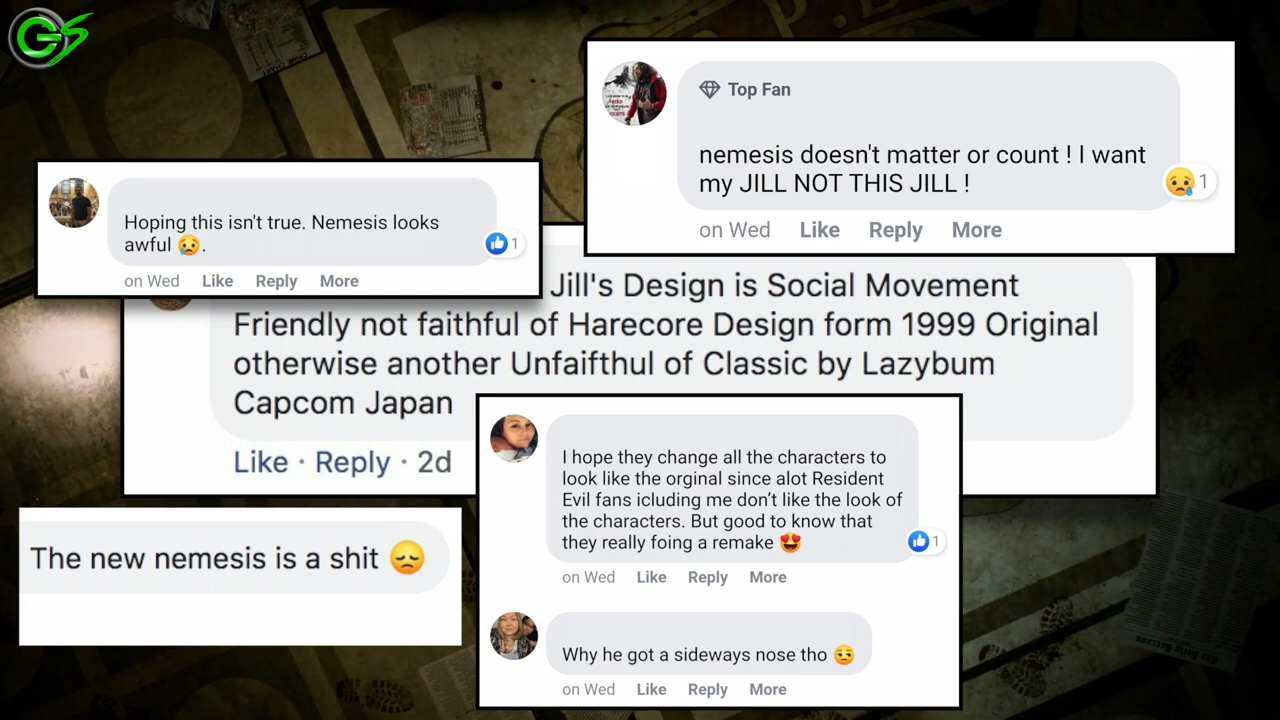 GS
Top Fan
nemesis doesn't matter or count ! I want
my JILL NOT THIS JILL !
1
on Wed Like Reply More
Hoping this isn't true. Nemesis looks
awful 😢.
1
on Wed Like Reply More
Jill's Design is Social Movement
Friendly not faithful of Harecore Design form 1999 Original
otherwise another Unfaifthul of Classic by Lazybum
Capcom Japan
Like · Reply · 2d
I hope they change all the characters to
look like the orginal since alot Resident
Evil fans icluding me don't like the look of
the characters. But good to know that
they really foing a remake 😍
1
on Wed Like Reply More
The new nemesis is a shit 😞
Why he got a sideways nose tho 😒
on Wed Like Reply More